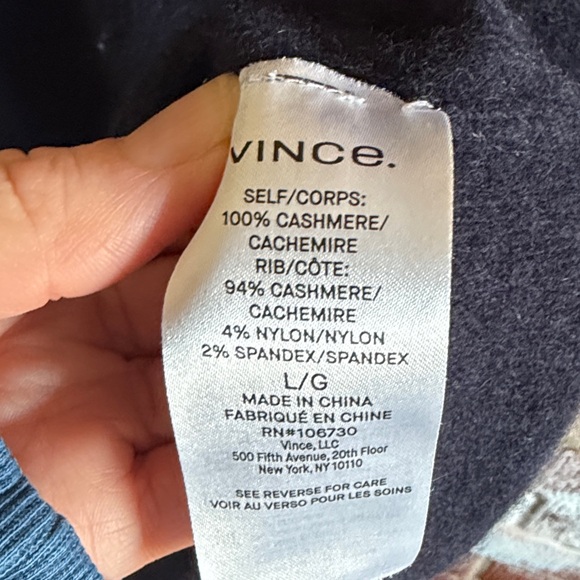 VINCe.
SELF/CORPS:
100% CASHMERE/
CACHEMIRE
RIB/CÔTE:
94% CASHMERE/
CACHEMIRE
4% NYLON/NYLON
2% SPANDEX/SPANDEX
L/G
MADE IN CHINA
FABRIQUÉ EN CHINE
RN#106730
Vince, LLC
500 Fifth Avenue, 20th Floor
New York, NY 10110
SEE REVERSE FOR CARE
VOIR AU VERSO POUR LES SOINS